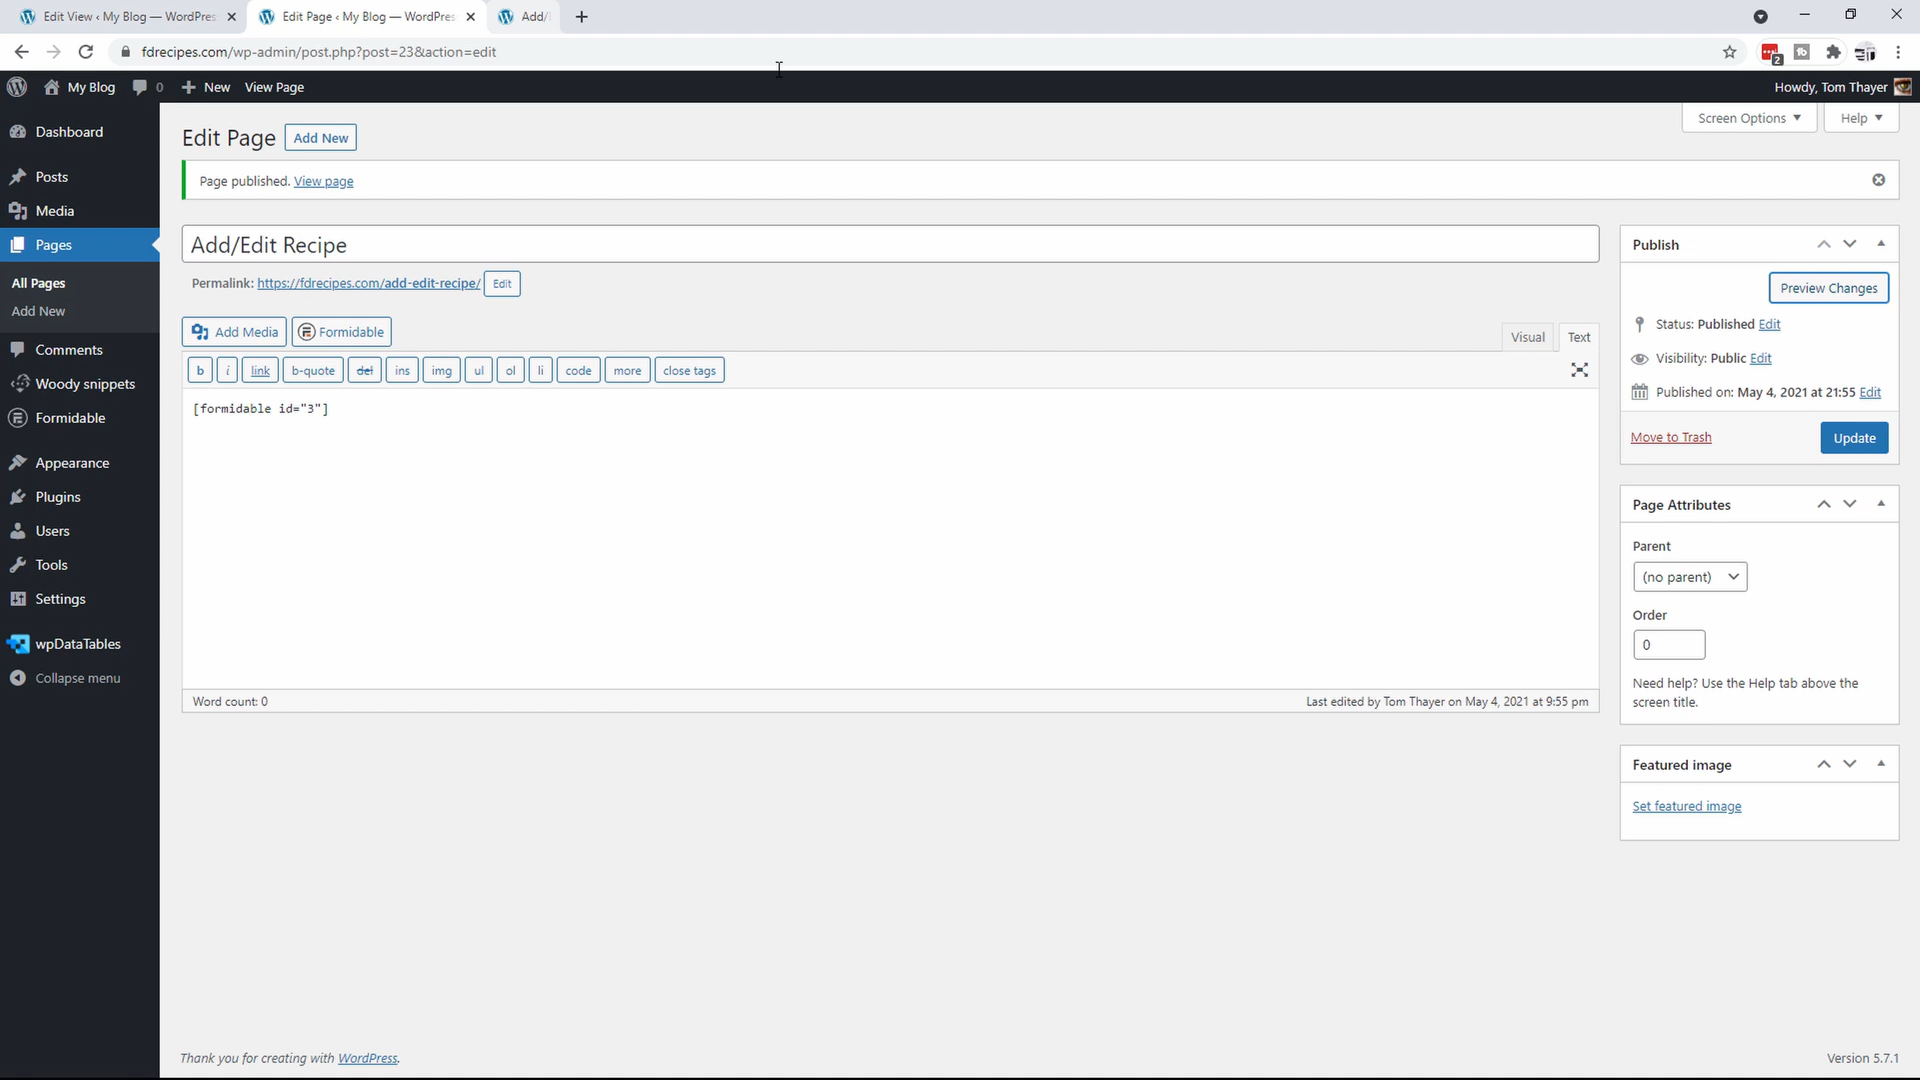 Edit View ‹ My Blog — WordPres
Edit Page ‹ My Blog — WordPres
Add/
fdrecipes.com/wp-admin/post.php?post=23&action=edit
2
My Blog
0
New
View Page
Howdy, Tom Thayer
Dashboard
Posts
Media
Pages
All Pages
Add New
Comments
Woody snippets
Formidable
Appearance
Plugins
Users
Tools
Settings
wpDataTables
Collapse menu
Screen Options
Help
Edit Page
Add New
Page published. View page
Add/Edit Recipe
Permalink: https://fdrecipes.com/add-edit-recipe/ Edit
Add Media
Formidable
Visual
Text
b
i
link
b-quote
del
ins
img
ul
ol
li
code
more
close tags
[formidable id="3"]
Word count: 0
Last edited by Tom Thayer on May 4, 2021 at 9:55 pm
Publish
Preview Changes
Status: Published Edit
Visibility: Public Edit
Published on: May 4, 2021 at 21:55 Edit
Move to Trash
Update
Page Attributes
Parent
(no parent)
Order
0
Need help? Use the Help tab above the
screen title.
Featured image
Set featured image
Thank you for creating with WordPress.
Version 5.7.1